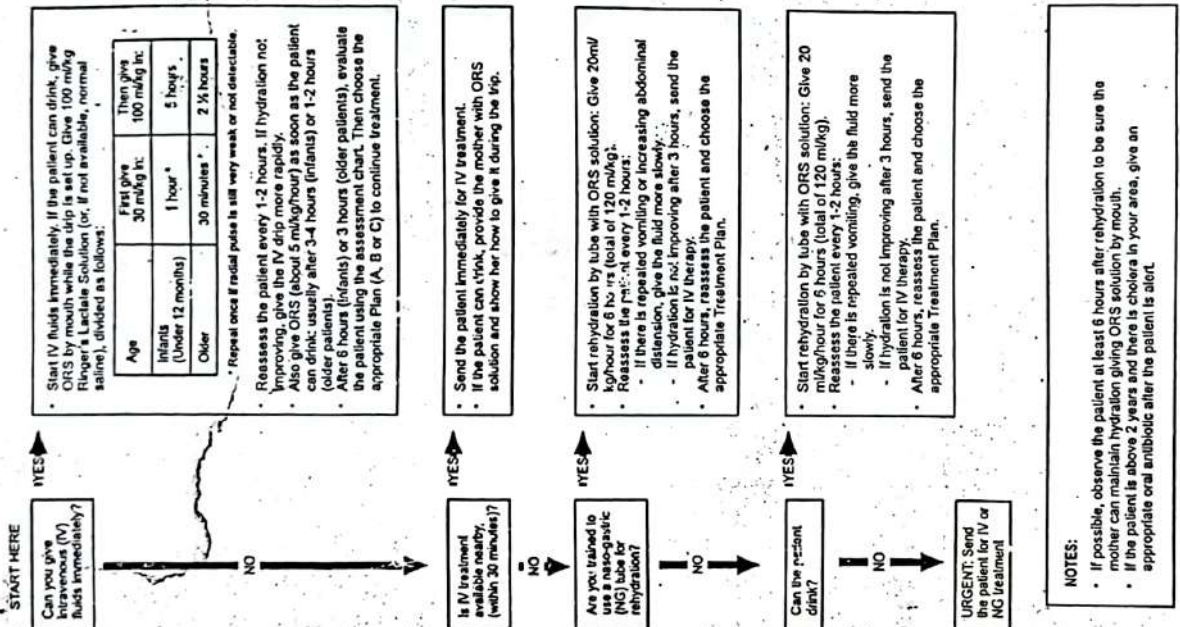 START HERE
Can you give
Intravenous (IV)
fluids immediately?
YES
• Start IV fluids immediately. If the patient can drink, give
ORS by mouth while the drip is set up. Give 100 ml/kg
Ringer's Lactate Solution (or, if not available, normal
saline), divided as follows:
Age
First give
30 ml/kg in:
Then give
100 ml/kg in:
Infants
(Under 12 months)
1 hour *
5 hours
Older
30 minutes *
2 ½ hours
* Repeat once if radial pulse is still very weak or not detectable.
• Reassess the patient every 1-2 hours. If hydration not
improving, give the IV drip more rapidly.
• Also give ORS (about 5 ml/kg/hour) as soon as the patient
can drink: usually after 3-4 hours (infants) or 1-2 hours
(older patients).
• After 6 hours (infants) or 3 hours (older patients), evaluate
the patient using the assessment chart. Then choose the
appropriate Plan (A, B or C) to continue treatment.
NO
Is IV treatment
available nearby,
(within 30 minutes)?
YES
• Send the patient immediately for IV treatment.
• If the patient can drink, provide the mother with ORS
solution and show her how to give it during the trip.
NO
Are you trained to
use a naso-gastric
(NG) tube for
rehydration?
YES
• Start rehydration by tube with ORS solution: Give 20ml/
kg/hour for 6 hours (total of 120 ml/kg).
• Reassess the patient every 1-2 hours:
- If there is repeated vomiting or increasing abdominal
distension, give the fluid more slowly.
- If hydration is not improving after 3 hours, send the
patient for IV therapy.
• After 6 hours, reassess the patient and choose the
appropriate Treatment Plan.
NO
Can the patient
drink?
YES
• Start rehydration by tube with ORS solution: Give 20
ml/kg/hour for 6 hours (total of 120 ml/kg).
• Reassess the patient every 1-2 hours:
- If there is repeated vomiting, give the fluid more
slowly.
- If hydration is not improving after 3 hours, send the
patient for IV therapy.
• After 6 hours, reassess the patient and choose the
appropriate Treatment Plan.
NO
URGENT: Send
the patient for IV or
NG treatment
NOTES:
• If possible, observe the patient at least 6 hours after rehydration to be sure the
mother can maintain hydration giving ORS solution by mouth.
• If the patient is above 2 years and there is cholera in your area, give an
appropriate oral antibiotic after the patient is alert.